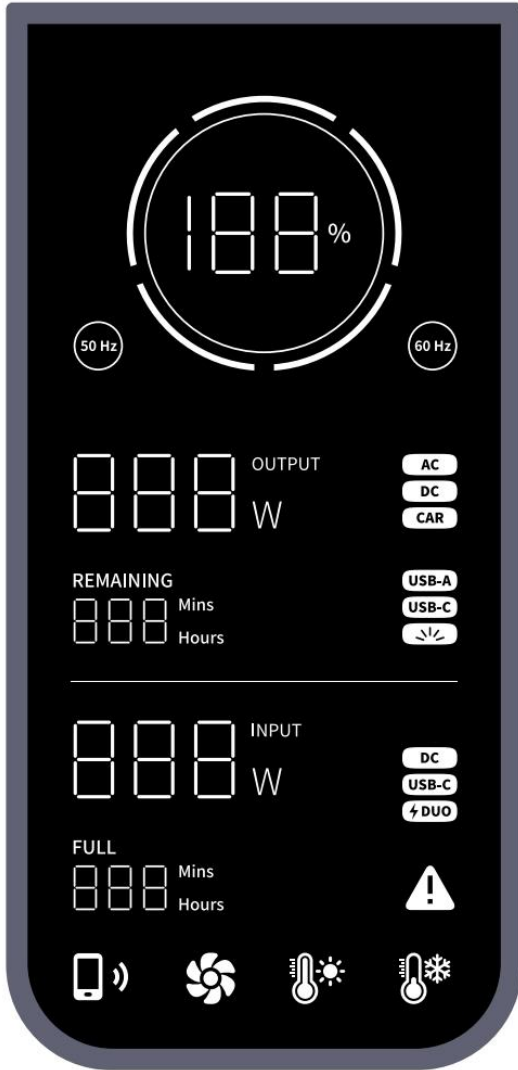 188 %
50 Hz
60 Hz
888 OUTPUT W
AC
DC
CAR
REMAINING
888 Mins Hours
USB-A
USB-C
888 INPUT W
DC
USB-C
DUO
FULL
888 Mins Hours